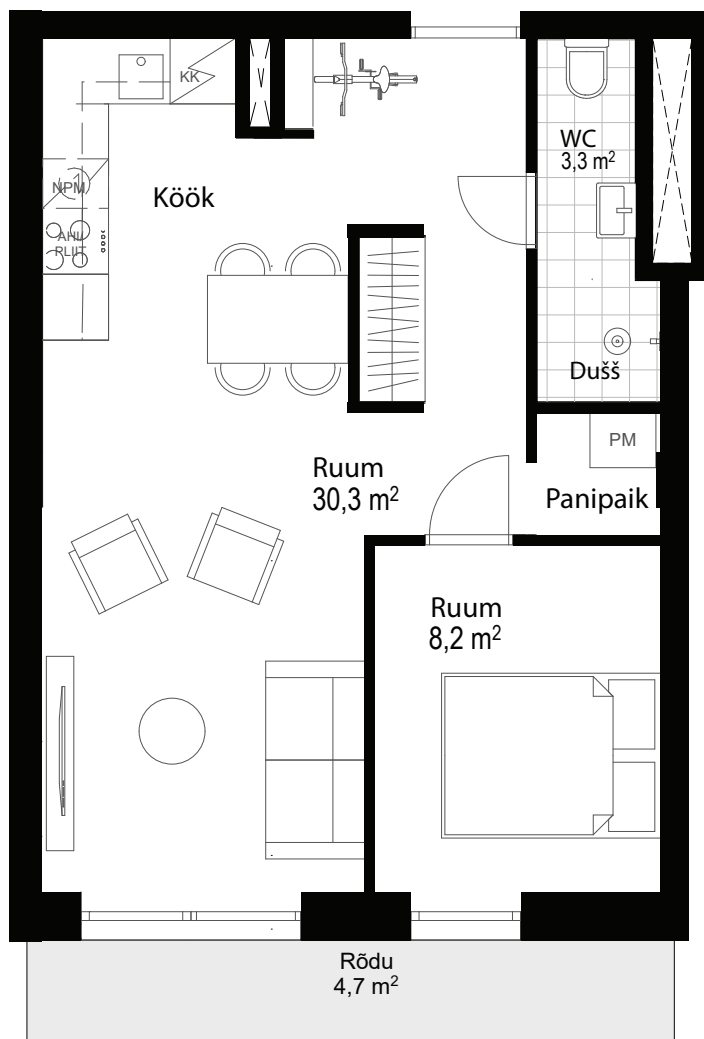 KK
WC
3,3 m²
NPM
Köök
AHI/
PLIIT
Dušš
PM
Ruum
30,3 m²
Panipaik
Ruum
8,2 m²
Rõdu
4,7 m²